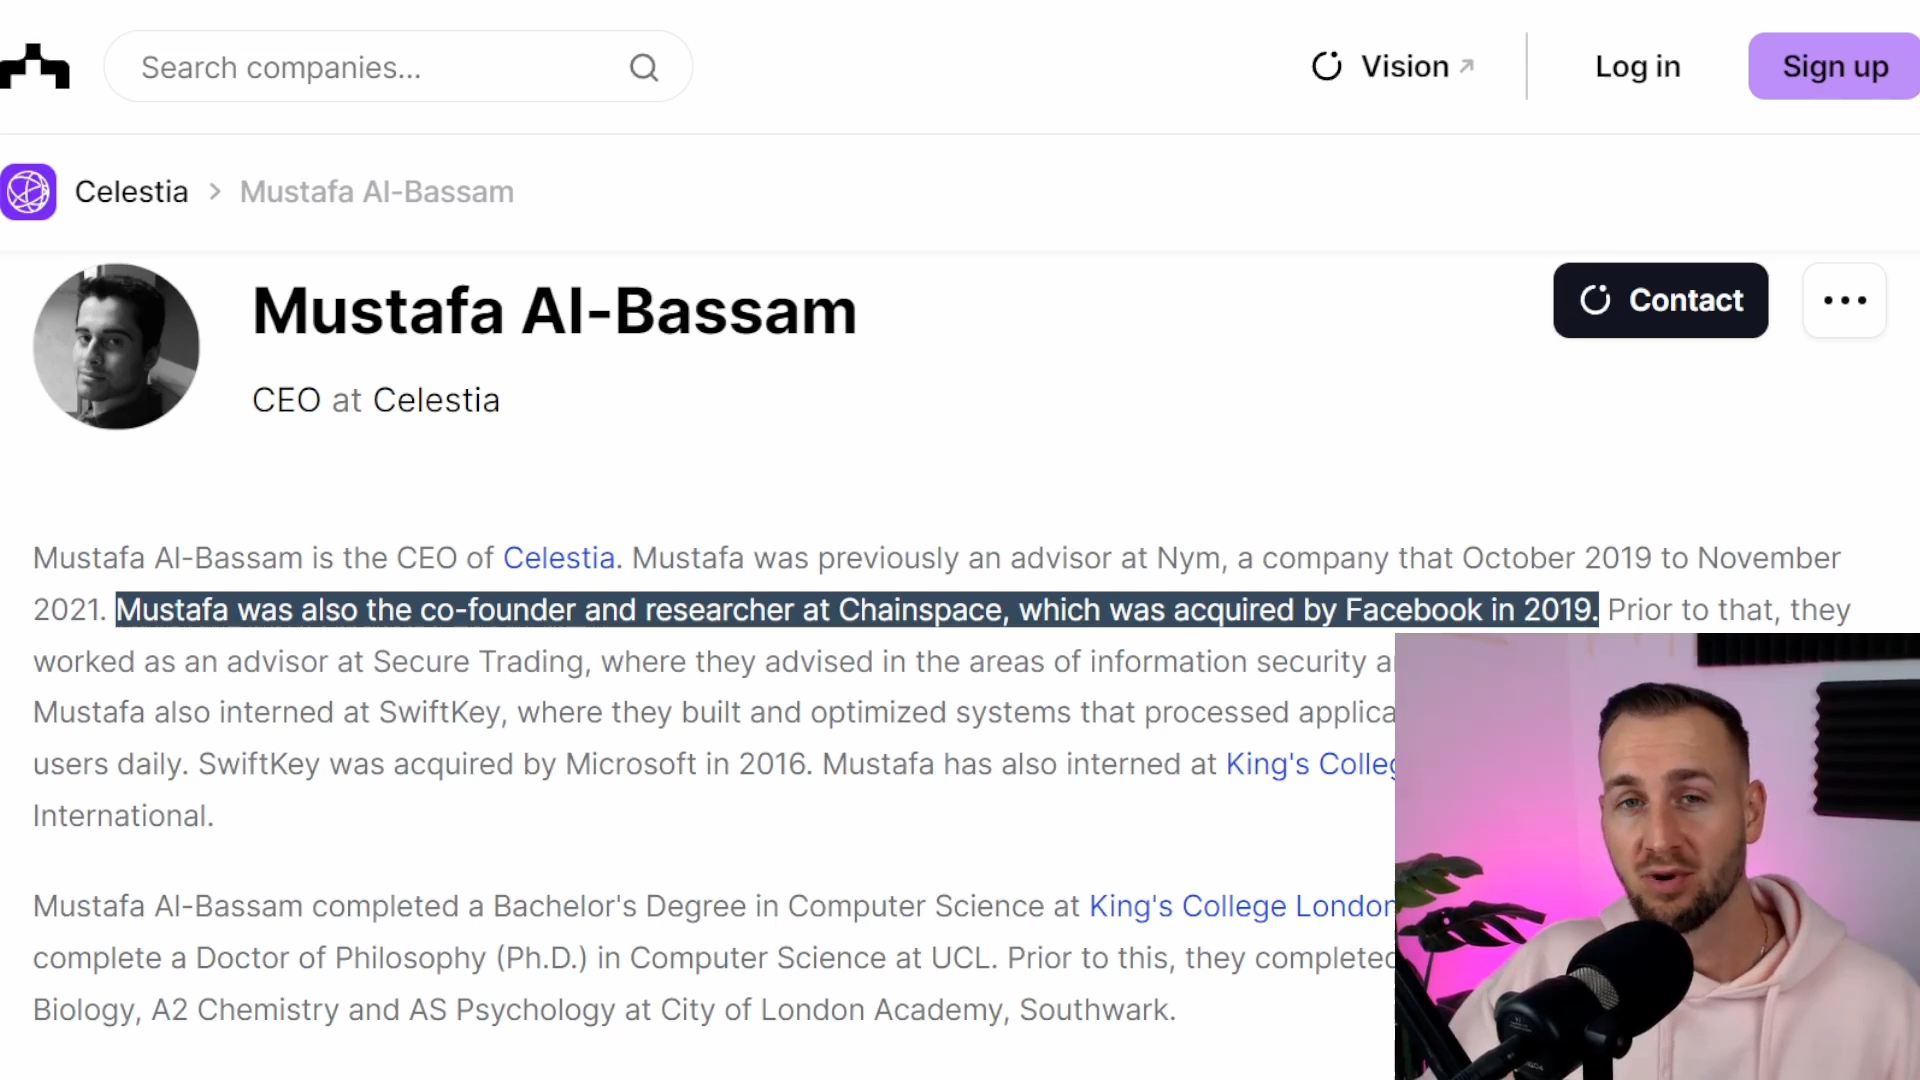 Search companies...
Vision
Log in
Sign up
Celestia > Mustafa Al-Bassam
Mustafa Al-Bassam
Contact
CEO at Celestia
Mustafa Al-Bassam is the CEO of Celestia. Mustafa was previously an advisor at Nym, a company that October 2019 to November
2021. Mustafa was also the co-founder and researcher at Chainspace, which was acquired by Facebook in 2019. Prior to that, they
worked as an advisor at Secure Trading, where they advised in the areas of information security
Mustafa also interned at SwiftKey, where they built and optimized systems that processed
users daily. SwiftKey was acquired by Microsoft in 2016. Mustafa has also interned at King's
International.
Mustafa Al-Bassam completed a Bachelor's Degree in Computer Science at King's College London
complete a Doctor of Philosophy (Ph.D.) in Computer Science at UCL. Prior to this, they completed
Biology, A2 Chemistry and AS Psychology at City of London Academy, Southwark.